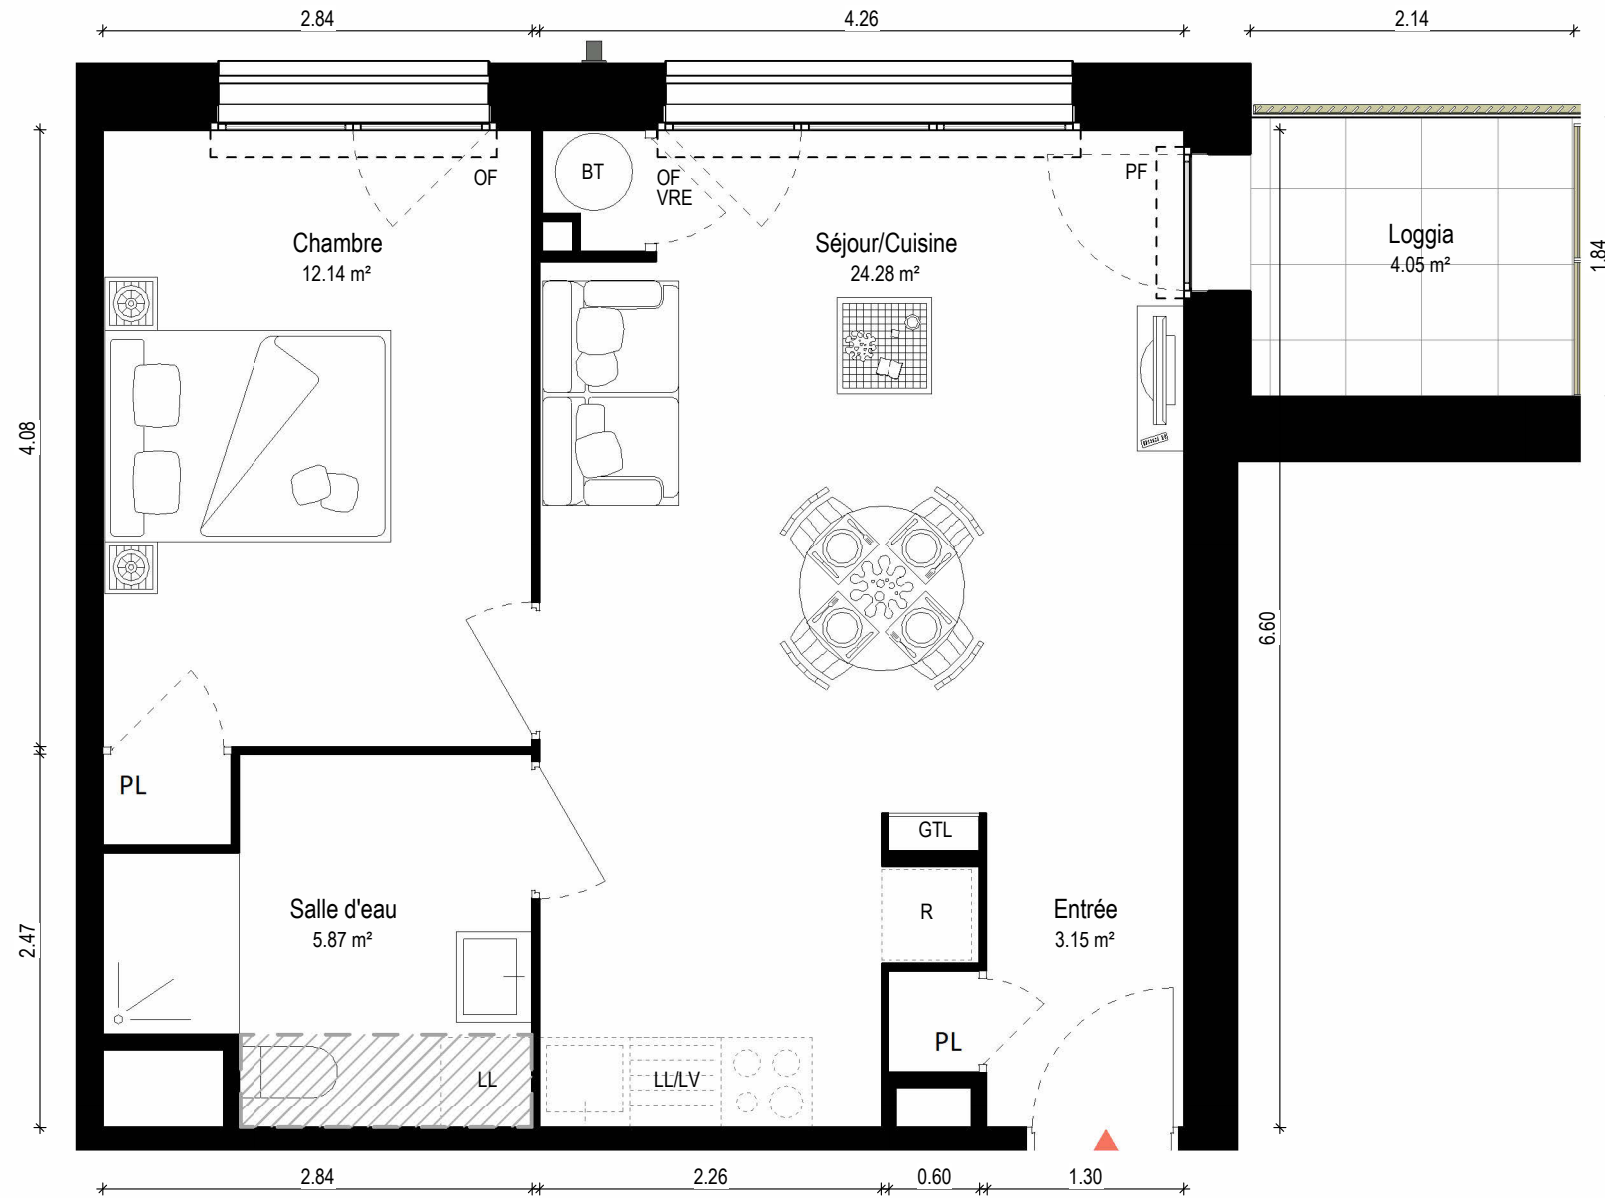 2.84
4.26
2.14
BT
OF
OF
VRE
PF
Chambre
12.14 m²
Séjour/Cuisine
24.28 m²
Loggia
4.05 m²
1.84
4.08
6.60
PL
GTL
R
Salle d'eau
5.87 m²
Entrée
3.15 m²
2.47
PL
LL
LL/LV
2.84
2.26
0.60
1.30